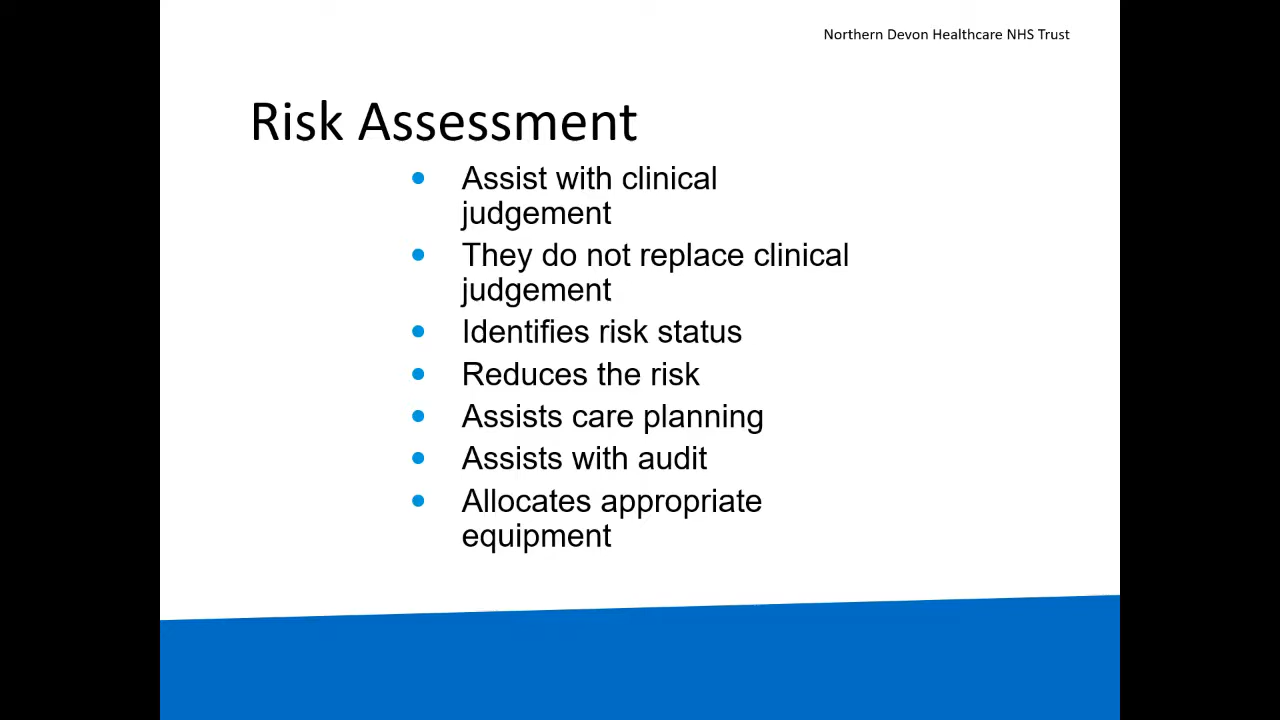 Northern Devon Healthcare NHS Trust
Risk Assessment
• Assist with clinical
judgement
• They do not replace clinical
judgement
• Identifies risk status
• Reduces the risk
• Assists care planning
• Assists with audit
• Allocates appropriate
equipment